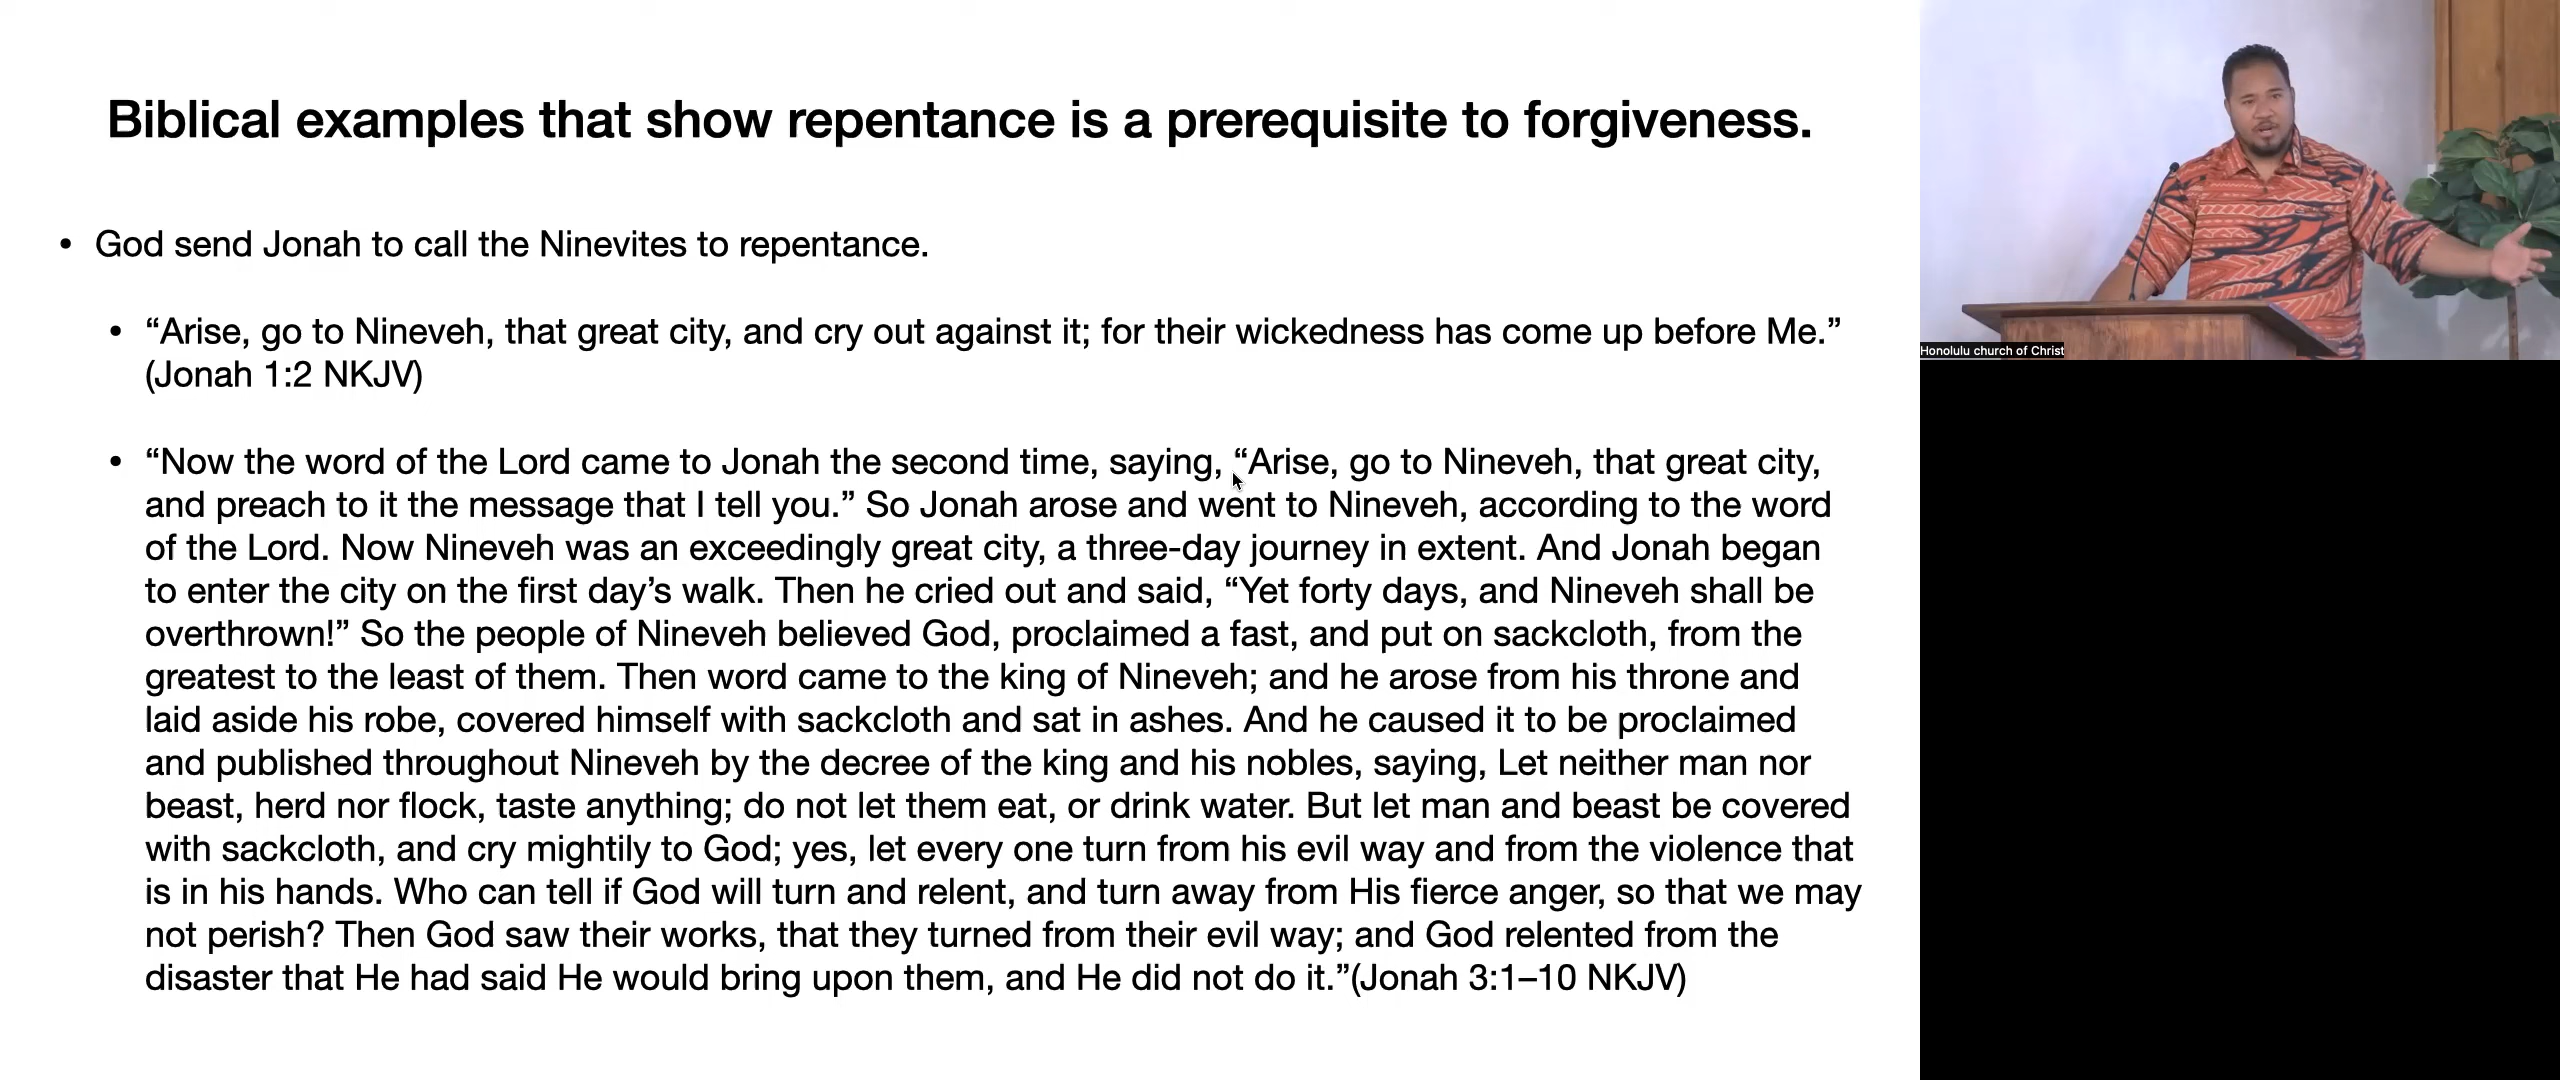 Biblical examples that show repentance is a prerequisite to forgiveness.
• God send Jonah to call the Ninevites to repentance.
• “Arise, go to Nineveh, that great city, and cry out against it; for their wickedness has come up before Me.”
(Jonah 1:2 NKJV)
• “Now the word of the Lord came to Jonah the second time, saying, “Arise, go to Nineveh, that great city,
and preach to it the message that I tell you.” So Jonah arose and went to Nineveh, according to the word
of the Lord. Now Nineveh was an exceedingly great city, a three-day journey in extent. And Jonah began
to enter the city on the first day’s walk. Then he cried out and said, “Yet forty days, and Nineveh shall be
overthrown!” So the people of Nineveh believed God, proclaimed a fast, and put on sackcloth, from the
greatest to the least of them. Then word came to the king of Nineveh; and he arose from his throne and
laid aside his robe, covered himself with sackcloth and sat in ashes. And he caused it to be proclaimed
and published throughout Nineveh by the decree of the king and his nobles, saying, Let neither man nor
beast, herd nor flock, taste anything; do not let them eat, or drink water. But let man and beast be covered
with sackcloth, and cry mightily to God; yes, let every one turn from his evil way and from the violence that
is in his hands. Who can tell if God will turn and relent, and turn away from His fierce anger, so that we may
not perish? Then God saw their works, that they turned from their evil way; and God relented from the
disaster that He had said He would bring upon them, and He did not do it.”(Jonah 3:1–10 NKJV)
Honolulu church of Christ